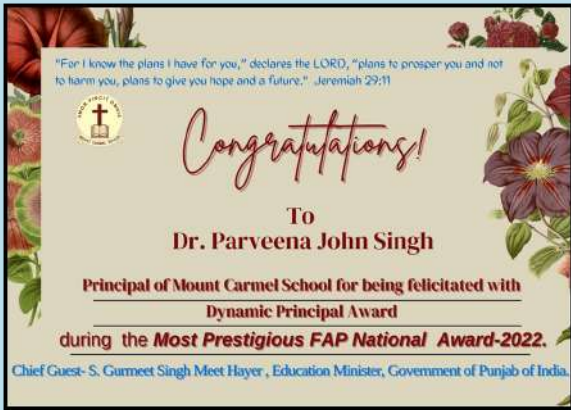 "For I know the plans I have for you," declares the LORD, "plans to prosper you and not
to harm you, plans to give you hope and a future." Jeremiah 29:11
Congratulations!
To
Dr. Parveena John Singh
Principal of Mount Carmel School for being felicitated with
Dynamic Principal Award
during the Most Prestigious FAP National Award-2022.
Chief Guest- S. Gurmeet Singh Meet Hayer , Education Minister, Government of Punjab of India.